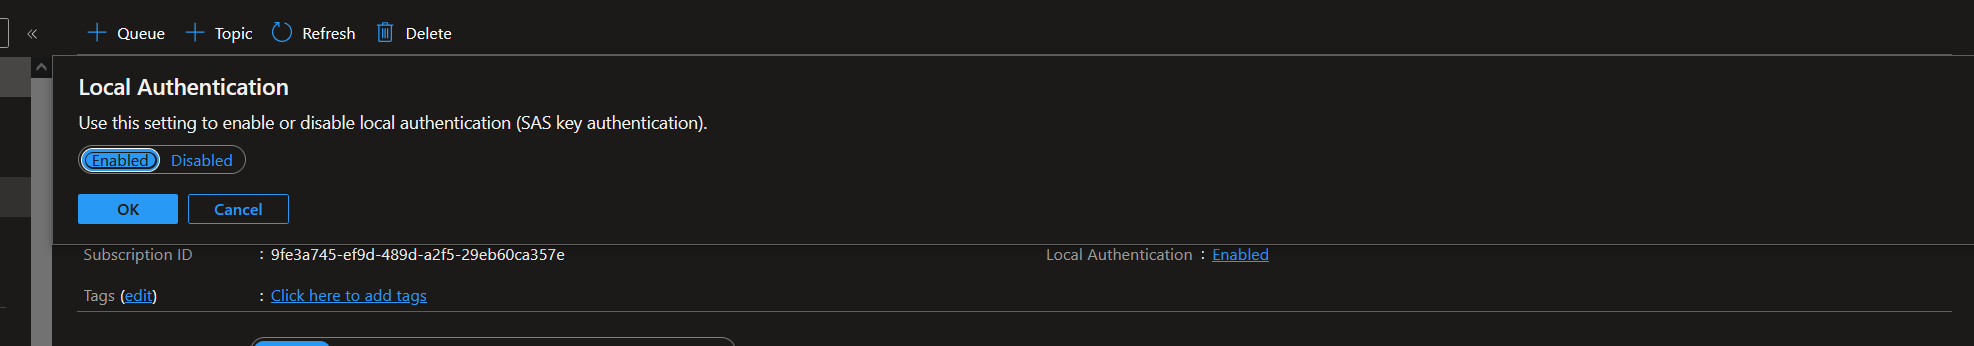 « Queue Topic Refresh Delete
Local Authentication
Use this setting to enable or disable local authentication (SAS key authentication).
Enabled Disabled
OK Cancel
Subscription ID : 9fe3a745-ef9d-489d-a2f5-29eb60ca357e Local Authentication : Enabled
Tags (edit) : Click here to add tags